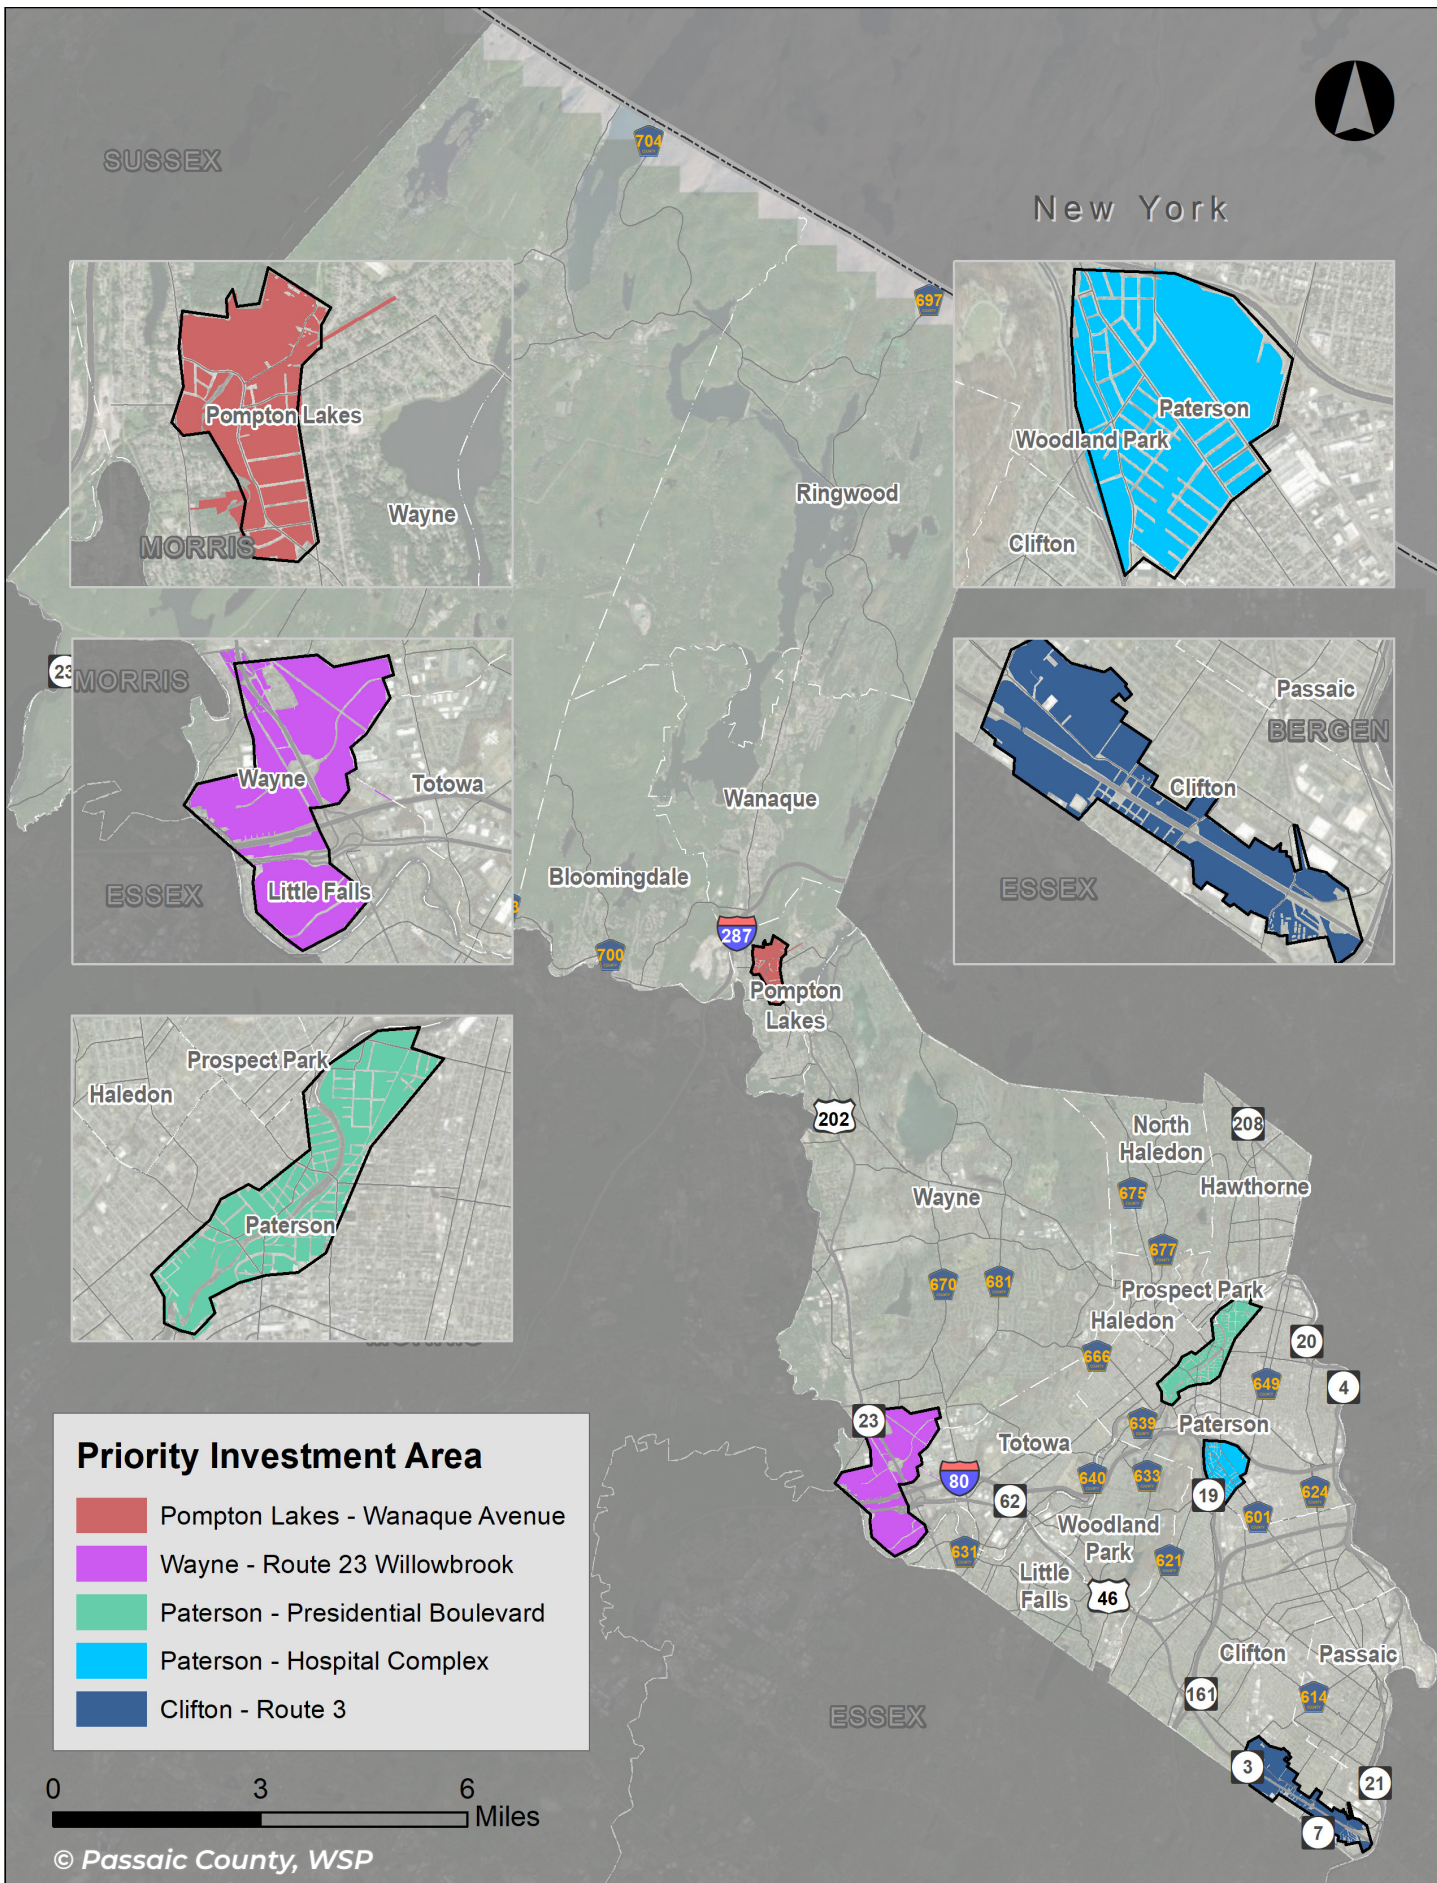 704
SUSSEX
New York
697
Pompton Lakes
Wayne
MORRIS
Paterson
Woodland Park
Clifton
Ringwood
23
MORRIS
Wayne
Totowa
ESSEX
Little Falls
Passaic
BERGEN
Clifton
ESSEX
Wanaque
Bloomingdale
3
700
287
Pompton
Lakes
Prospect Park
Haledon
Paterson
202
North
Haledon
208
675
Hawthorne
Wayne
677
670
681
Prospect Park
Haledon
20
666
649
4
23
639
Paterson
Totowa
80
640
633
62
19
624
601
Woodland
Park
631
621
Little
Falls
46
Clifton
Passaic
161
614
ESSEX
3
21
7
Priority Investment Area
Pompton Lakes - Wanaque Avenue
Wayne - Route 23 Willowbrook
Paterson - Presidential Boulevard
Paterson - Hospital Complex
Clifton - Route 3
0 3 6
Miles
© Passaic County, WSP